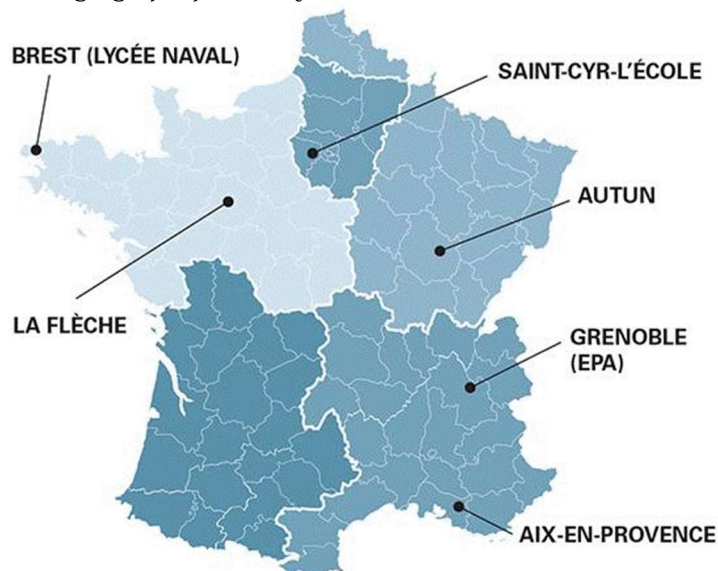 BREST (LYCÉE NAVAL)
SAINT-CYR-L'ÉCOLE
AUTUN
LA FLÈCHE
GRENOBLE
(EPA)
AIX-EN-PROVENCE